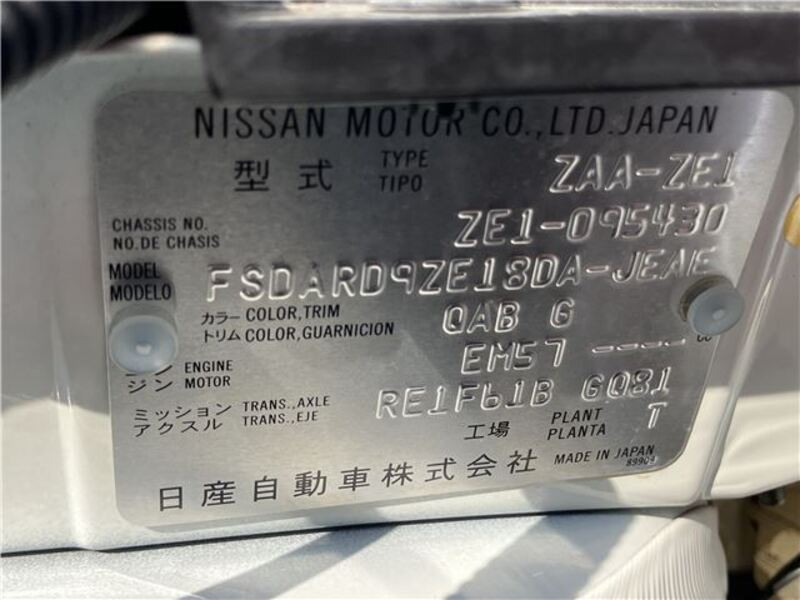 NISSAN MOTOR CO., LTD. JAPAN
型式 TYPE TIPO ZAA-ZE1
CHASSIS NO. ZE1-095430
NO. DE CHASIS
MODEL FSDARD9ZE18DA-JEAE
MODELO
カラー COLOR, TRIM QAB G
トリム COLOR, GUARNICION
ENGINE EM57 ---- cc
ジン MOTOR
ミッション TRANS., AXLE RE1F61B GQ81
アクスル TRANS., EJE
工場 PLANT PLANTA T
MADE IN JAPAN
日産自動車株式会社